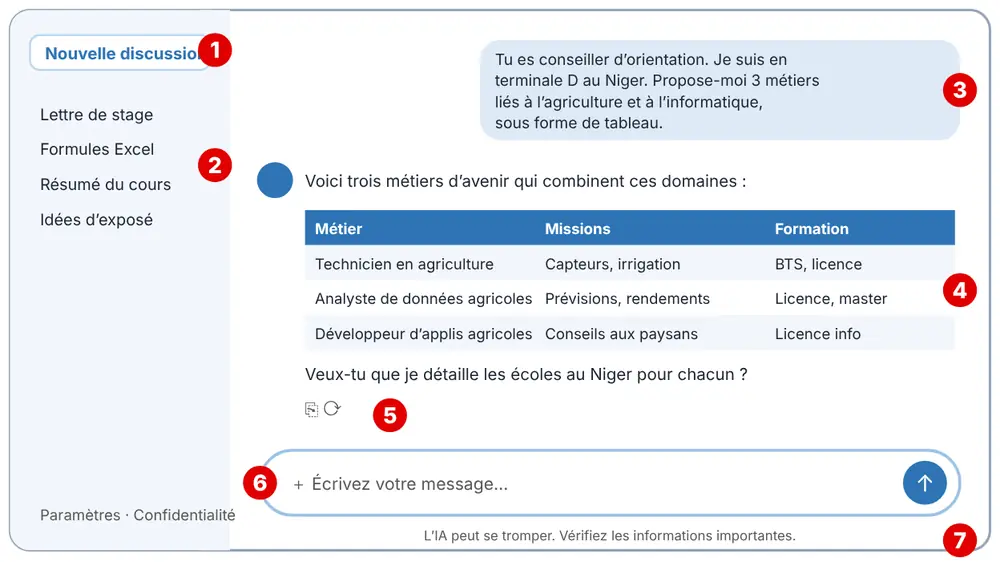 Nouvelle discussion
1
Lettre de stage
Formules Excel
2
Résumé du cours
Idées d’exposé
Paramètres · Confidentialité
Tu es conseiller d’orientation. Je suis en
terminale D au Niger. Propose-moi 3 métiers
liés à l’agriculture et à l’informatique,
sous forme de tableau.
3
Voici trois métiers d’avenir qui combinent ces domaines :
Métier Missions Formation
Technicien en agriculture Capteurs, irrigation BTS, licence
Analyste de données agricoles Prévisions, rendements Licence, master
4
Développeur d’applis agricoles Conseils aux paysans Licence info
Veux-tu que je détaille les écoles au Niger pour chacun ?
5
6
+ Écrivez votre message...
L’IA peut se tromper. Vérifiez les informations importantes.
7